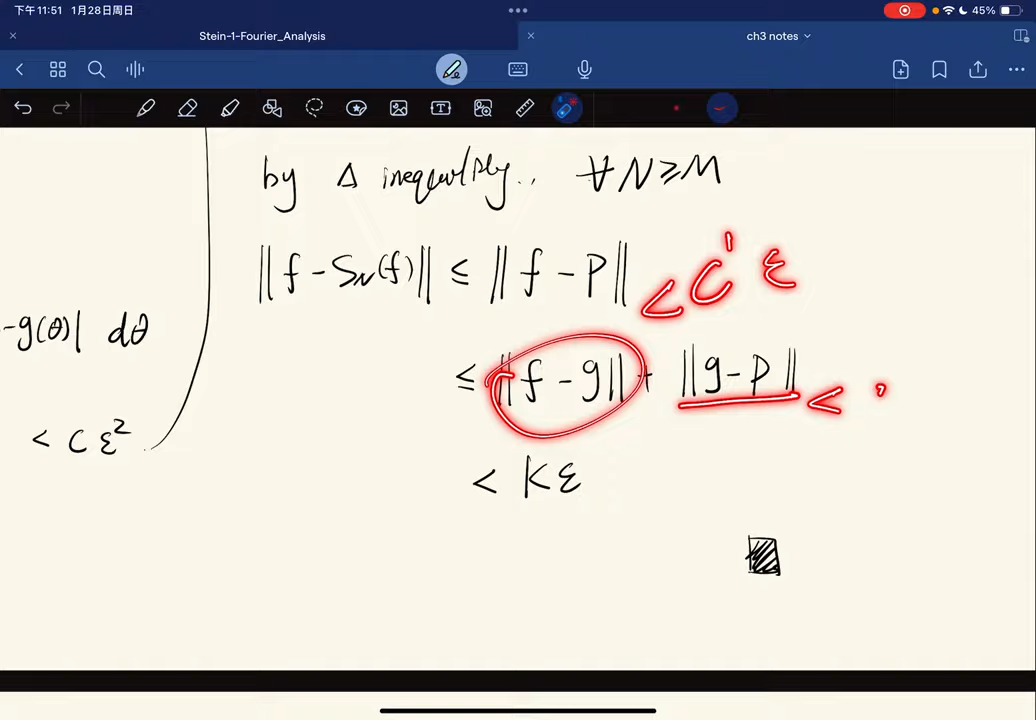 下午11:51 1月28日周日
45%
Stein-1-Fourier_Analysis
ch3 notes
by Δ inequality.. ∀ N ≥ M
‖f - S_N(f)‖ ≤ ‖f - P‖ < C' ε
-g(θ)| dθ
≤ ‖f - g‖ + ‖g - P‖ <
< C ε²
< K ε